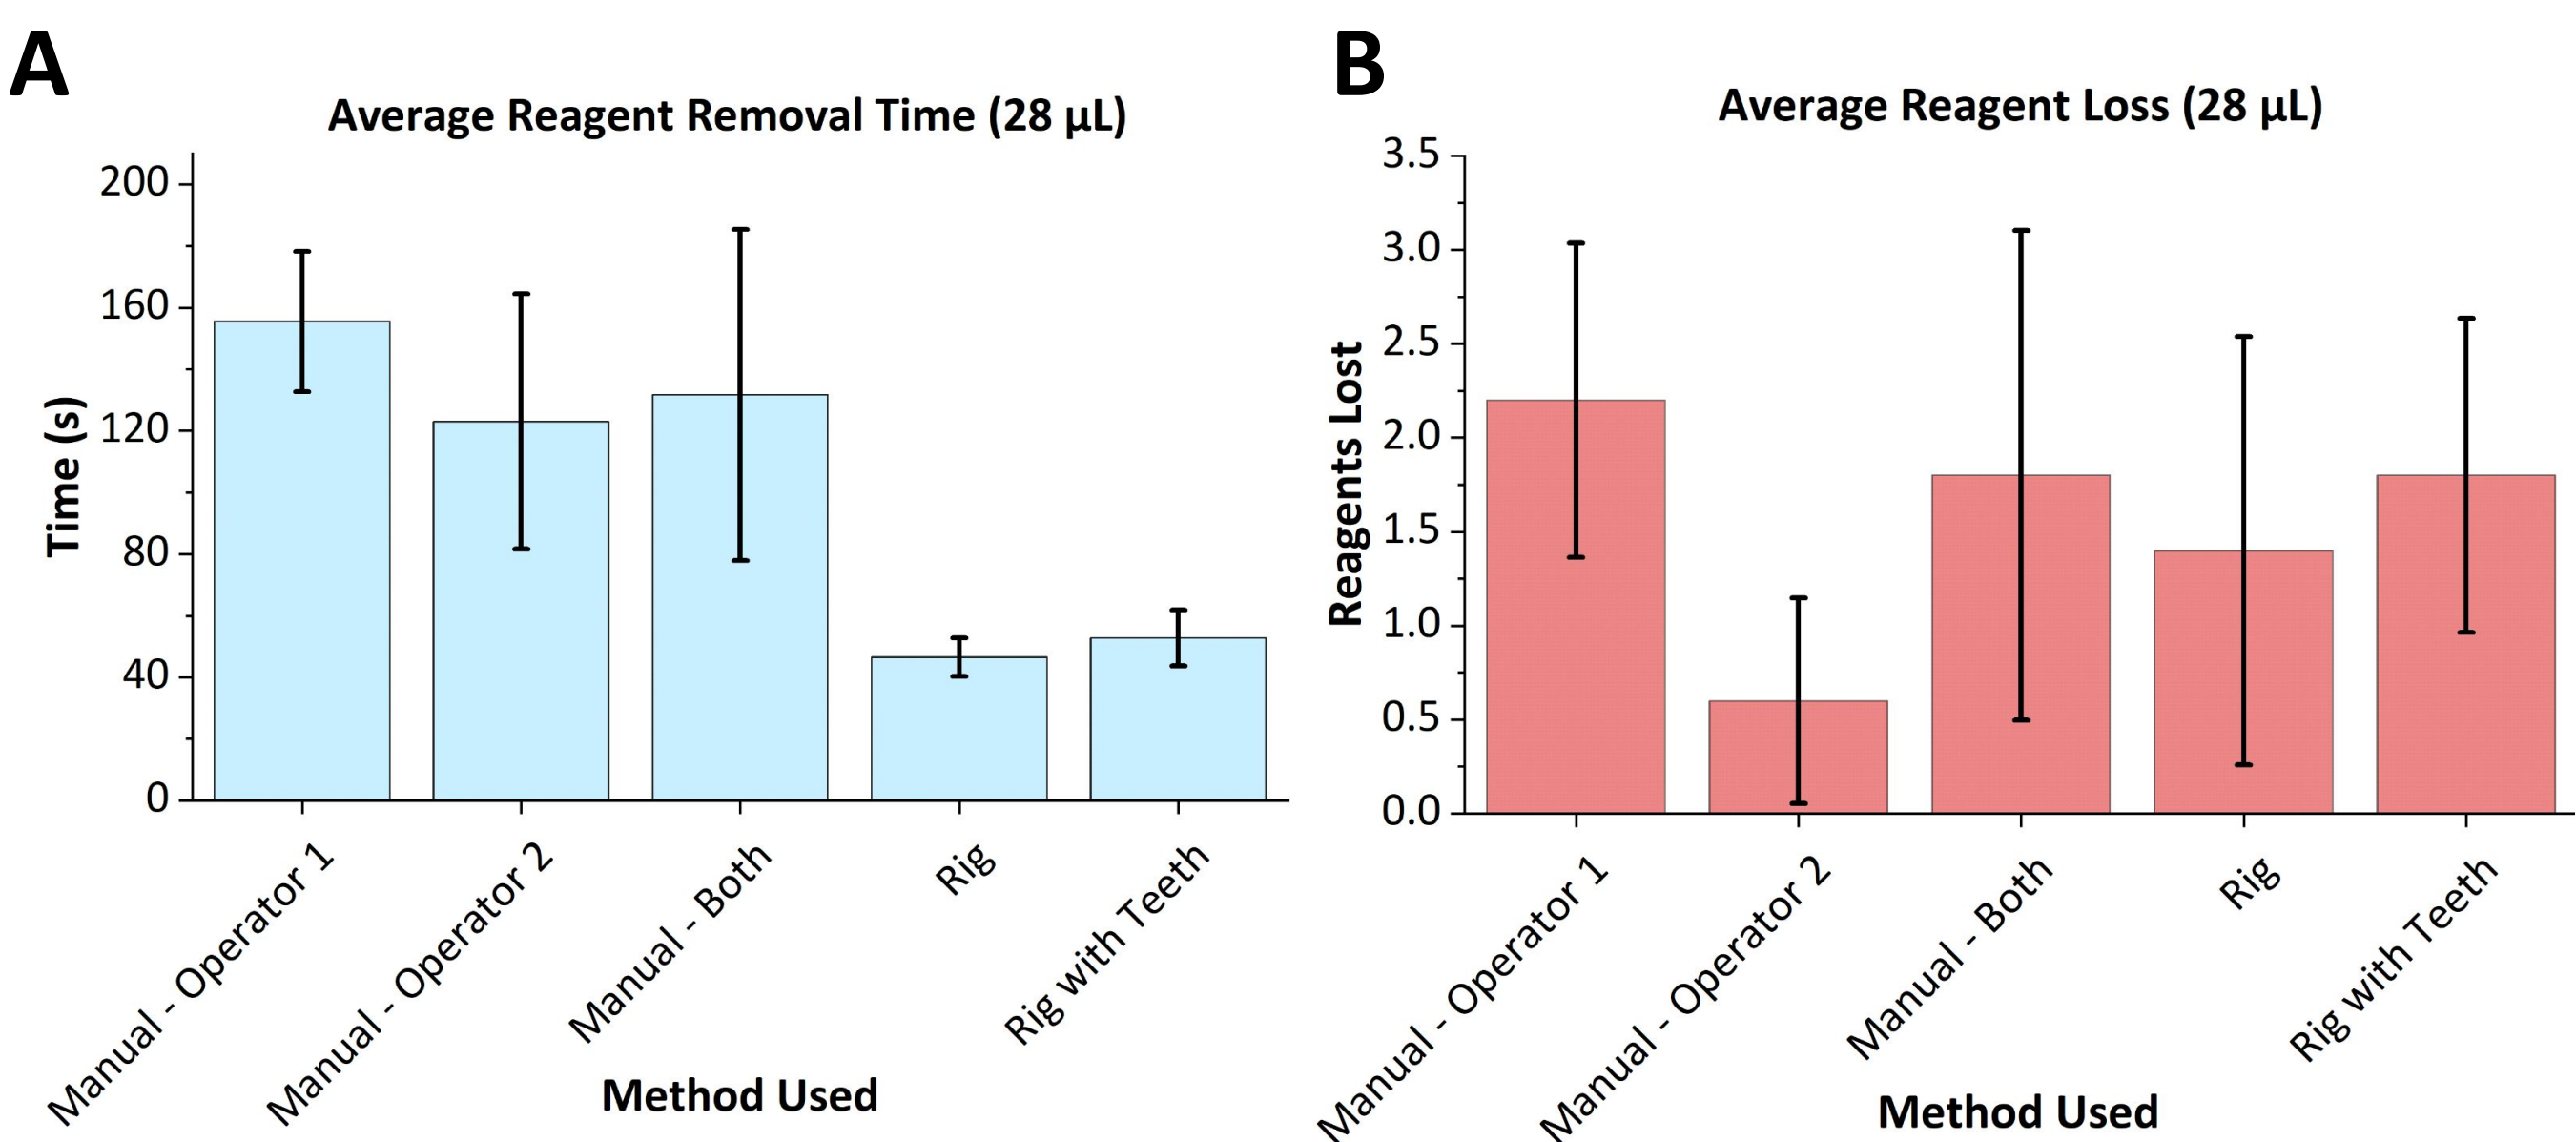 A
Average Reagent Removal Time (28 µL)
Time (s)
200
160
120
80
40
0
Manual - Operator 1
Manual - Operator 2
Manual - Both
Rig
Rig with Teeth
Method Used
B
Average Reagent Loss (28 µL)
Reagents Lost
3.5
3.0
2.5
2.0
1.5
1.0
0.5
0.0
Manual - Operator 1
Manual - Operator 2
Manual - Both
Rig
Rig with Teeth
Method Used